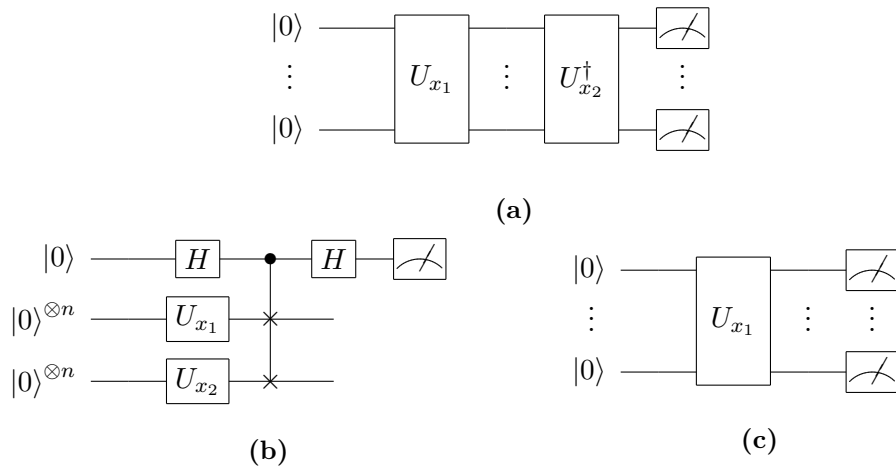 |0⟩
⋮ U_{x_1} ⋮ U_{x_2}^† ⋮
|0⟩
(a)
|0⟩ H H
|0⟩^{⊗n} U_{x_1}
|0⟩^{⊗n} U_{x_2}
(b)
|0⟩
⋮ U_{x_1} ⋮ ⋮
|0⟩
(c)